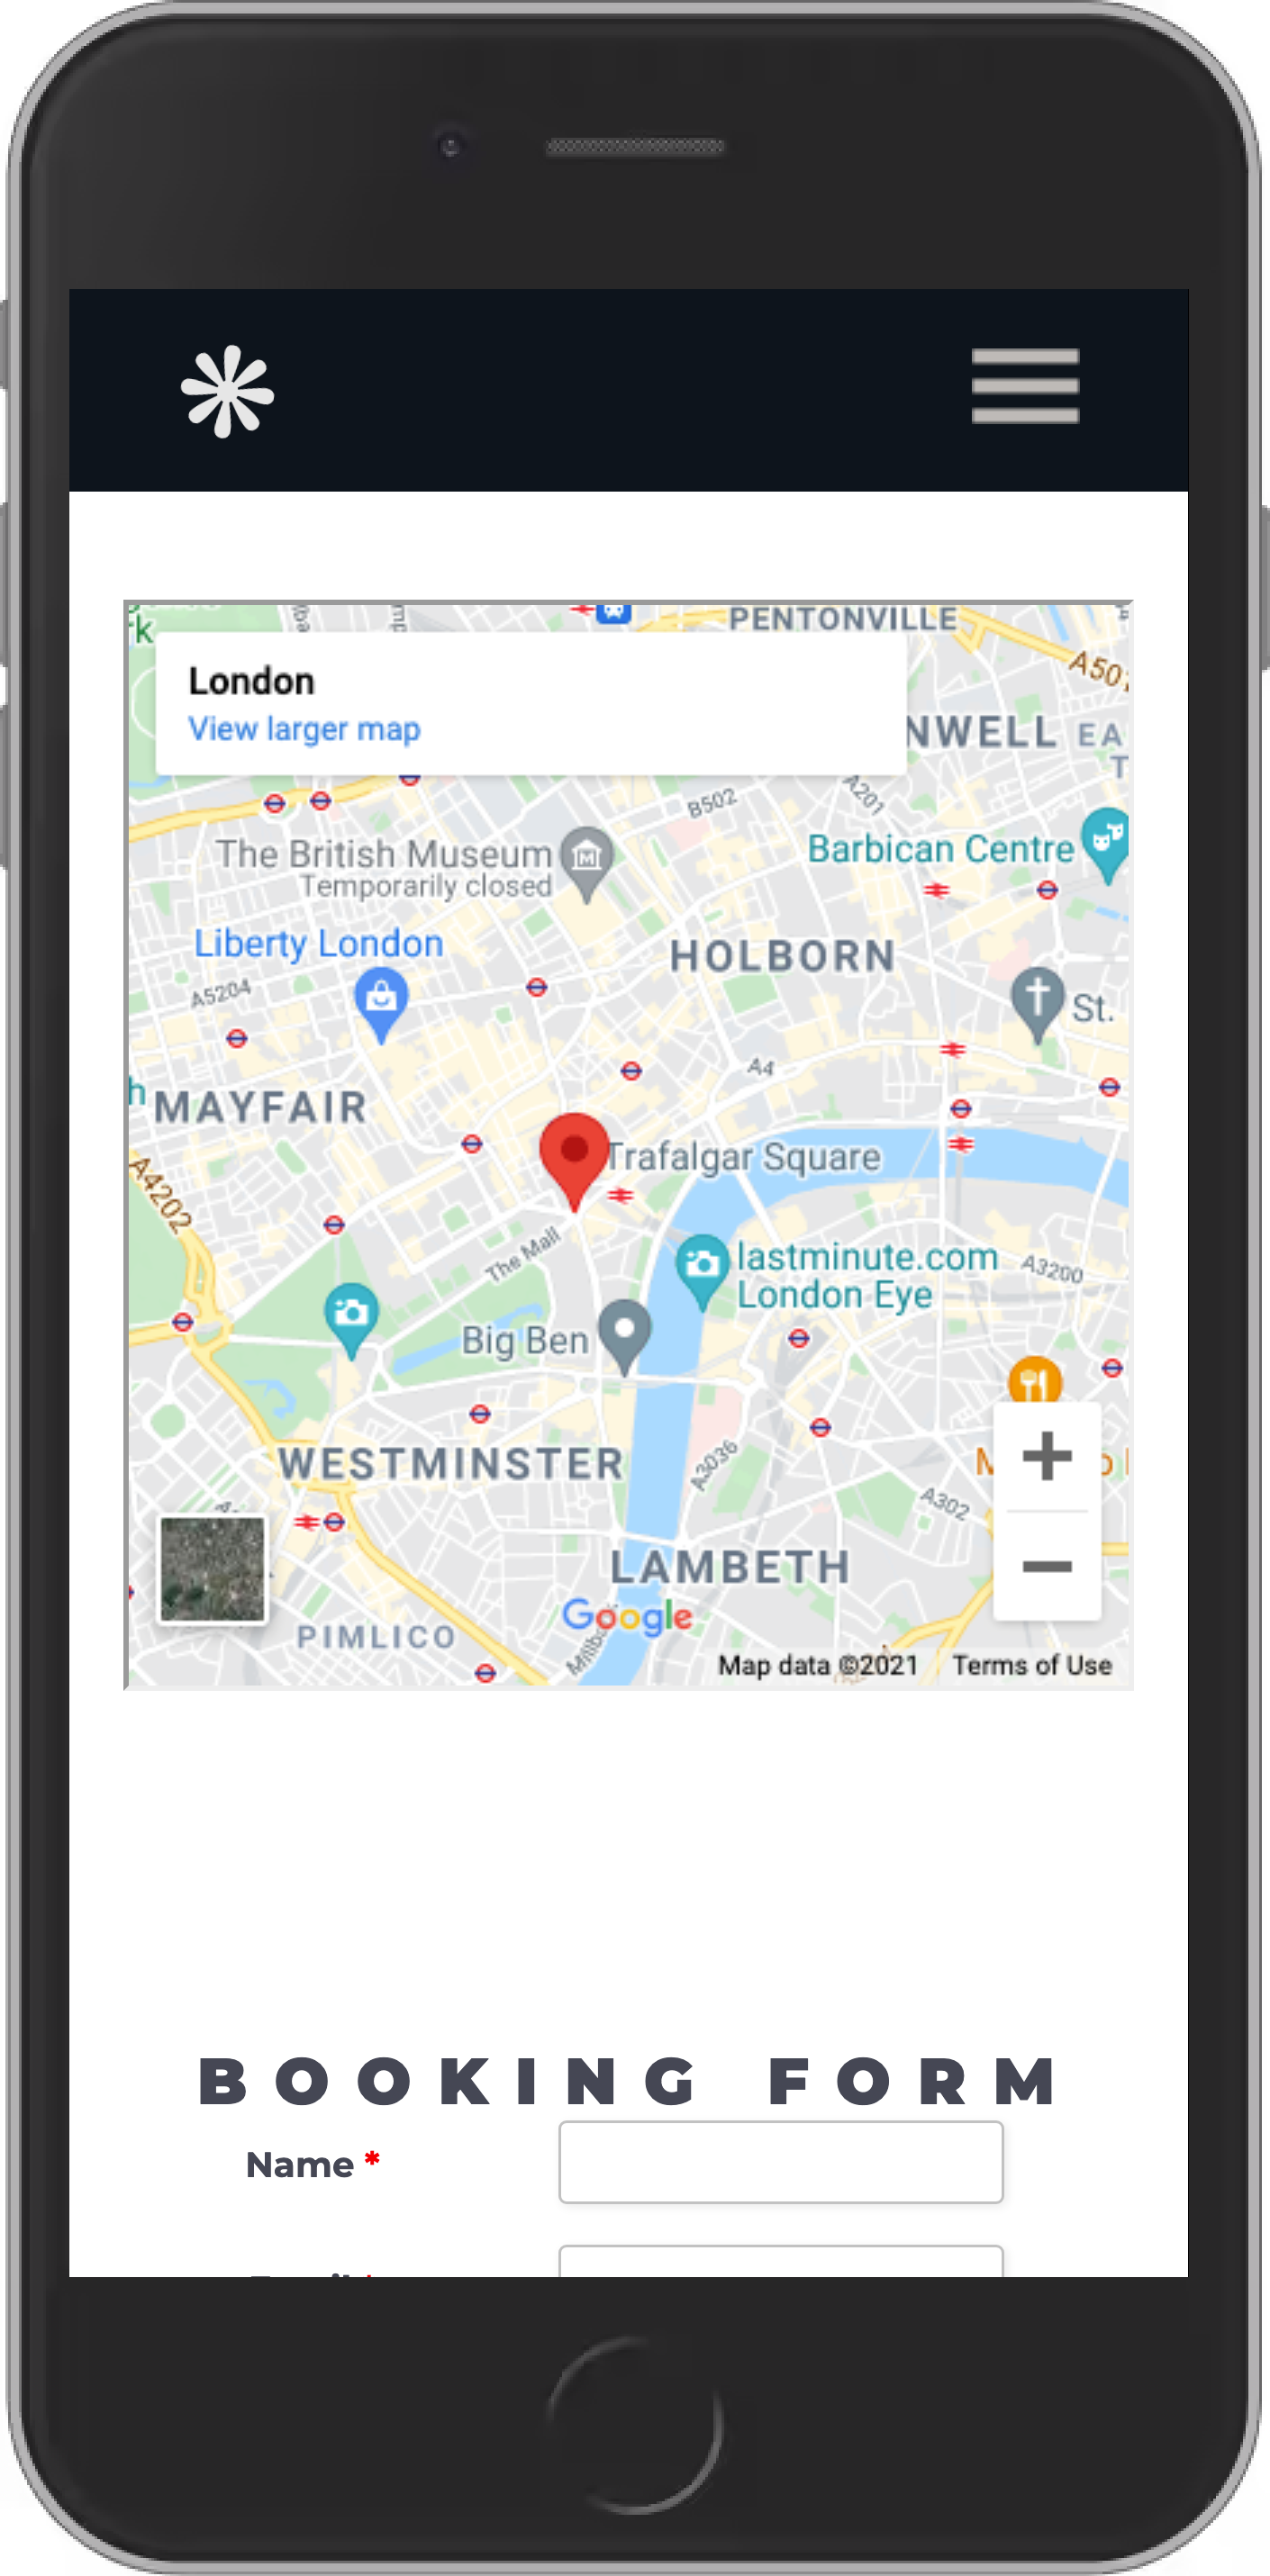 PENTONVILLE
rk
London
View larger map
A501
NWELL
EA
T
B502
A201
The British Museum
Temporarily closed
Barbican Centre
Liberty London
HOLBORN
A5204
St.
A4
h
MAYFAIR
Trafalgar Square
A4202
The Mall
lastminute.com
London Eye
A3200
Big Ben
WESTMINSTER
A3036
A302
LAMBETH
Google
PIMLICO
Map data ©2021
Terms of Use
BOOKING FORM
Name *